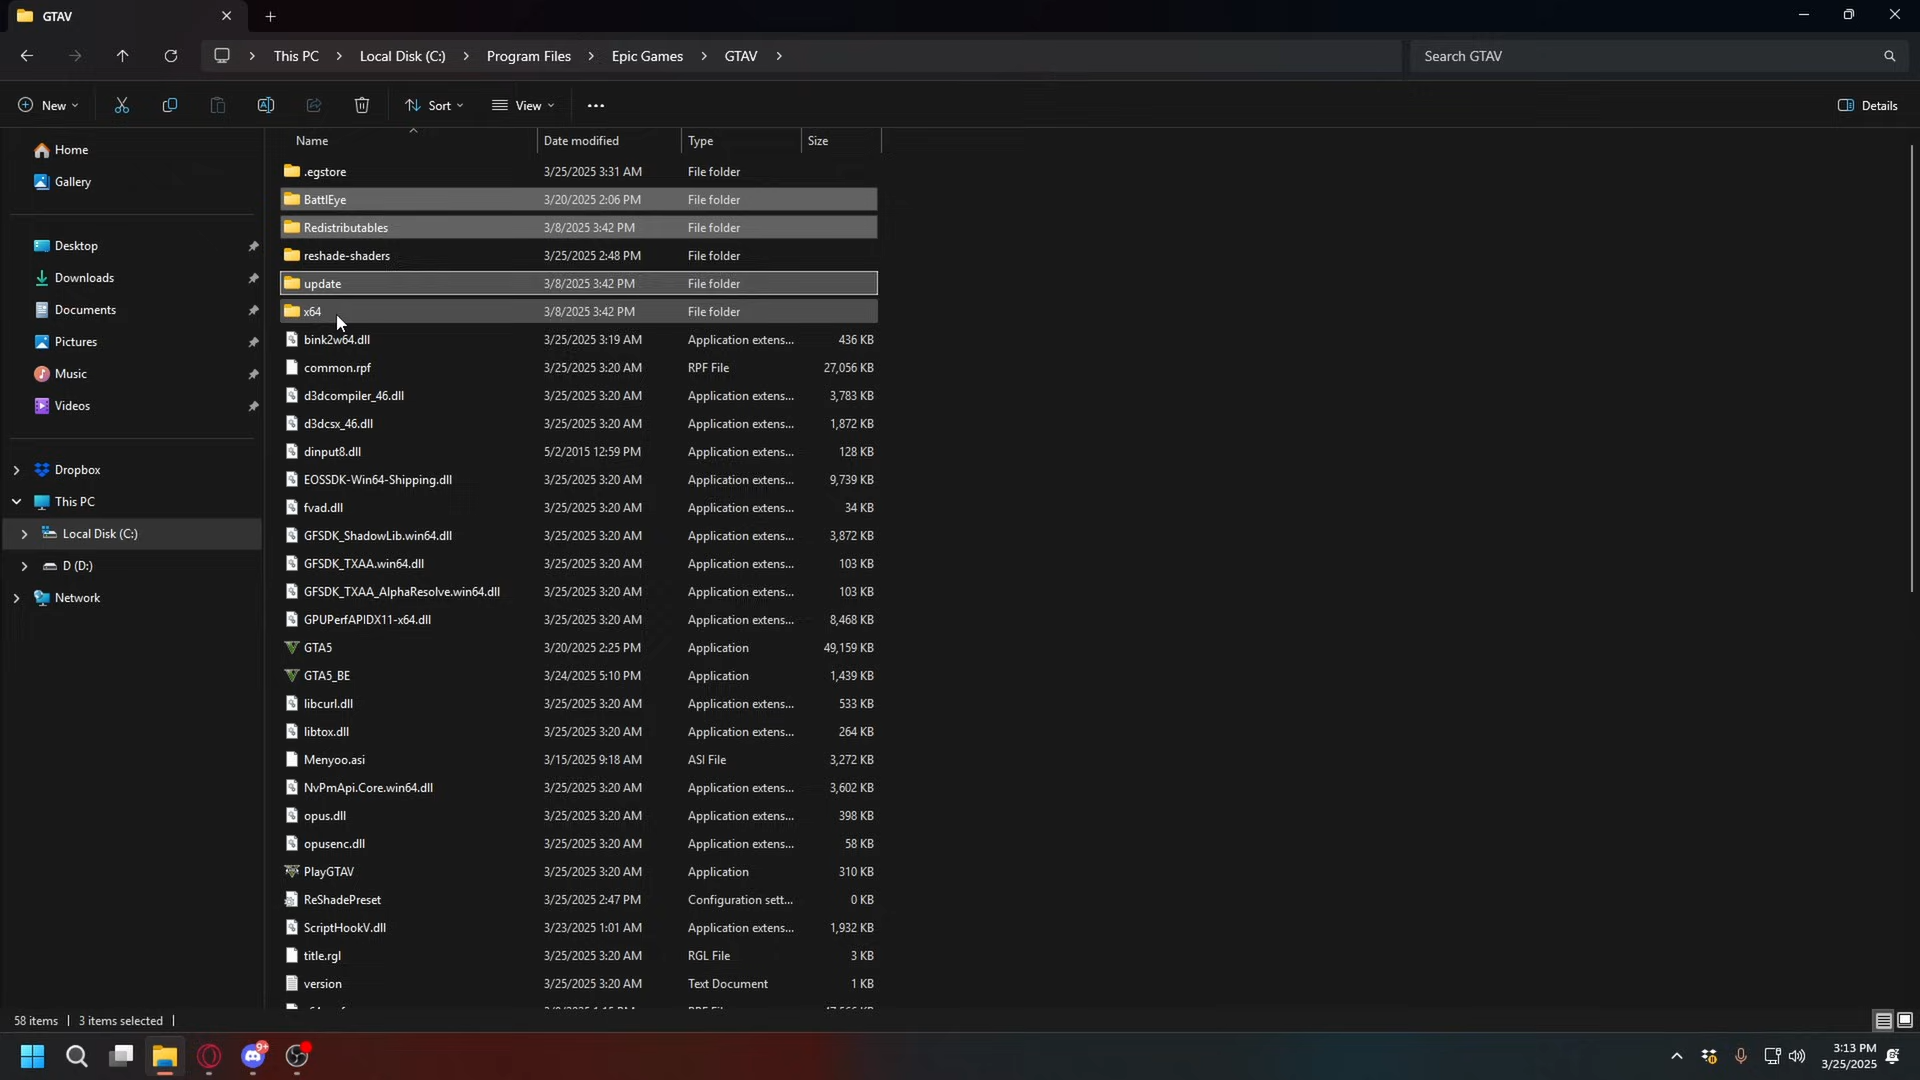 GTAV
This PC > Local Disk (C:) > Program Files > Epic Games > GTAV >
Search GTAV
New
Sort
View
Details
Home
Gallery
Desktop
Downloads
Documents
Pictures
Music
Videos
Dropbox
This PC
Local Disk (C:)
D (D:)
Network
Name Date modified Type Size
.egstore 3/25/2025 3:31 AM File folder
BattlEye 3/20/2025 2:06 PM File folder
Redistributables 3/8/2025 3:42 PM File folder
reshade-shaders 3/25/2025 2:48 PM File folder
update 3/8/2025 3:42 PM File folder
x64 3/8/2025 3:42 PM File folder
bink2w64.dll 3/25/2025 3:19 AM Application extens... 436 KB
common.rpf 3/25/2025 3:20 AM RPF File 27,056 KB
d3dcompiler_46.dll 3/25/2025 3:20 AM Application extens... 3,783 KB
d3dcsx_46.dll 3/25/2025 3:20 AM Application extens... 1,872 KB
dinput8.dll 5/2/2015 12:59 PM Application extens... 128 KB
EOSSDK-Win64-Shipping.dll 3/25/2025 3:20 AM Application extens... 9,739 KB
fvad.dll 3/25/2025 3:20 AM Application extens... 34 KB
GFSDK_ShadowLib.win64.dll 3/25/2025 3:20 AM Application extens... 3,872 KB
GFSDK_TXAA.win64.dll 3/25/2025 3:20 AM Application extens... 103 KB
GFSDK_TXAA_AlphaResolve.win64.dll 3/25/2025 3:20 AM Application extens... 103 KB
GPUPerfAPIDX11-x64.dll 3/25/2025 3:20 AM Application extens... 8,468 KB
GTA5 3/20/2025 2:25 PM Application 49,159 KB
GTA5_BE 3/24/2025 5:10 PM Application 1,439 KB
libcurl.dll 3/25/2025 3:20 AM Application extens... 533 KB
libtox.dll 3/25/2025 3:20 AM Application extens... 264 KB
Menyoo.asi 3/15/2025 9:18 AM ASI File 3,272 KB
NvPmApi.Core.win64.dll 3/25/2025 3:20 AM Application extens... 3,602 KB
opus.dll 3/25/2025 3:20 AM Application extens... 398 KB
opusenc.dll 3/25/2025 3:20 AM Application extens... 58 KB
PlayGTAV 3/25/2025 3:20 AM Application 310 KB
ReShadePreset 3/25/2025 2:47 PM Configuration sett... 0 KB
ScriptHookV.dll 3/23/2025 1:01 AM Application extens... 1,932 KB
title.rgl 3/25/2025 3:20 AM RGL File 3 KB
version 3/25/2025 3:20 AM Text Document 1 KB
58 items | 3 items selected |
9+
3:13 PM
3/25/2025